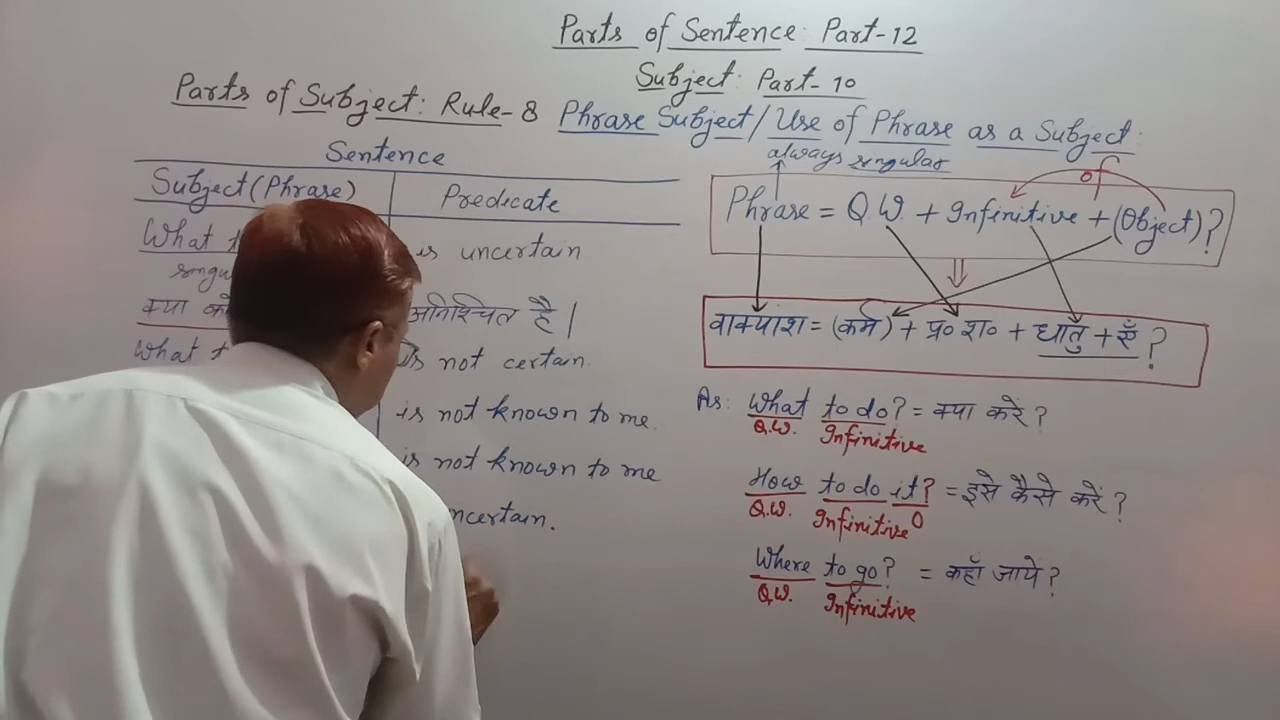 Parts of Sentence: Part-12
Subject: Part-10
Parts of Subject: Rule-8 Phrase Subject/Use of Phrase as a Subject:
Sentence
always singular
Subject (Phrase) Predicate
of
Phrase = Q.W. + Infinitive + (Object)?
What is uncertain
क्या अनिश्चित है |
वाक्यांश = (कर्म) + प्र० श० + धातु + एँ ?
What is not certain.
is not known to me.
is not known to me
ncertain.
As: What to do? = क्या करें ?
Q.W. Infinitive
How to do it? = इसे कैसे करें ?
Q.W. Infinitive O
Where to go? = कहाँ जायें ?
Q.W. Infinitive